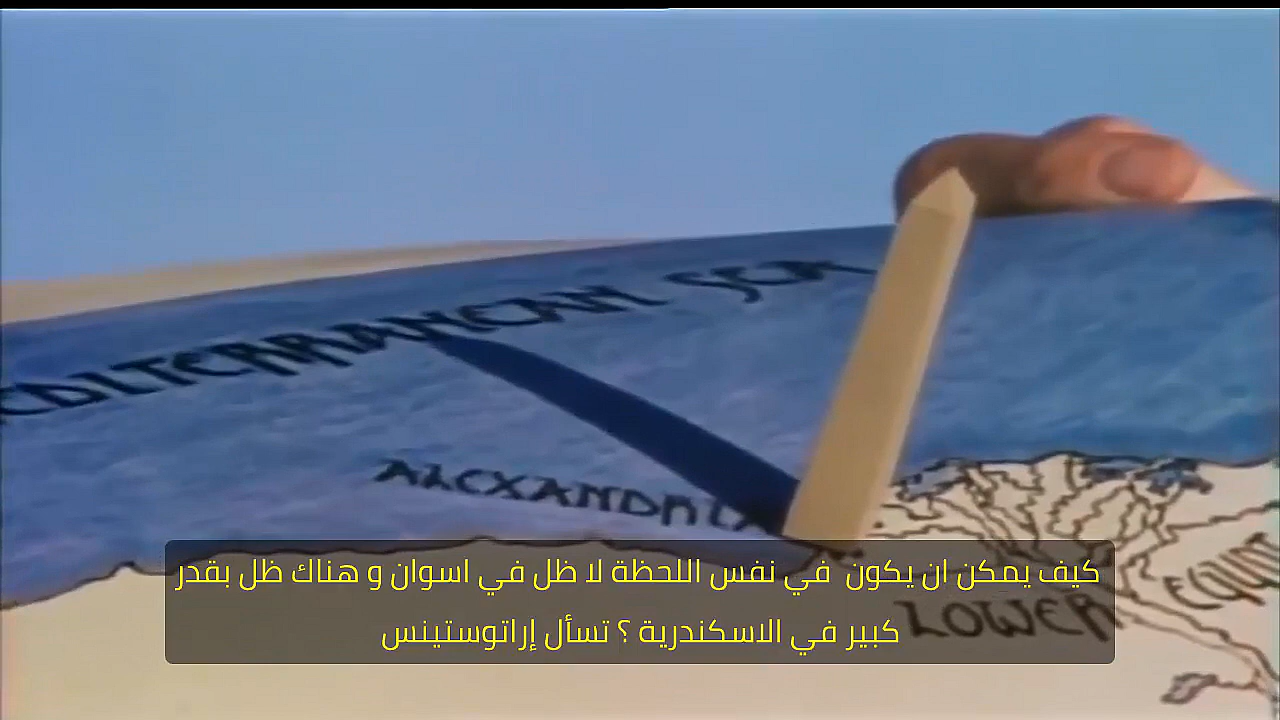 MEDITERRANEAN SEA
ALEXANDRIA
LOWER EGYPT
كيف يمكن ان يكون في نفس اللحظة لا ظل في اسوان و هناك ظل بقدر
كبير في الاسكندرية ؟ تسأل إراتوستينس